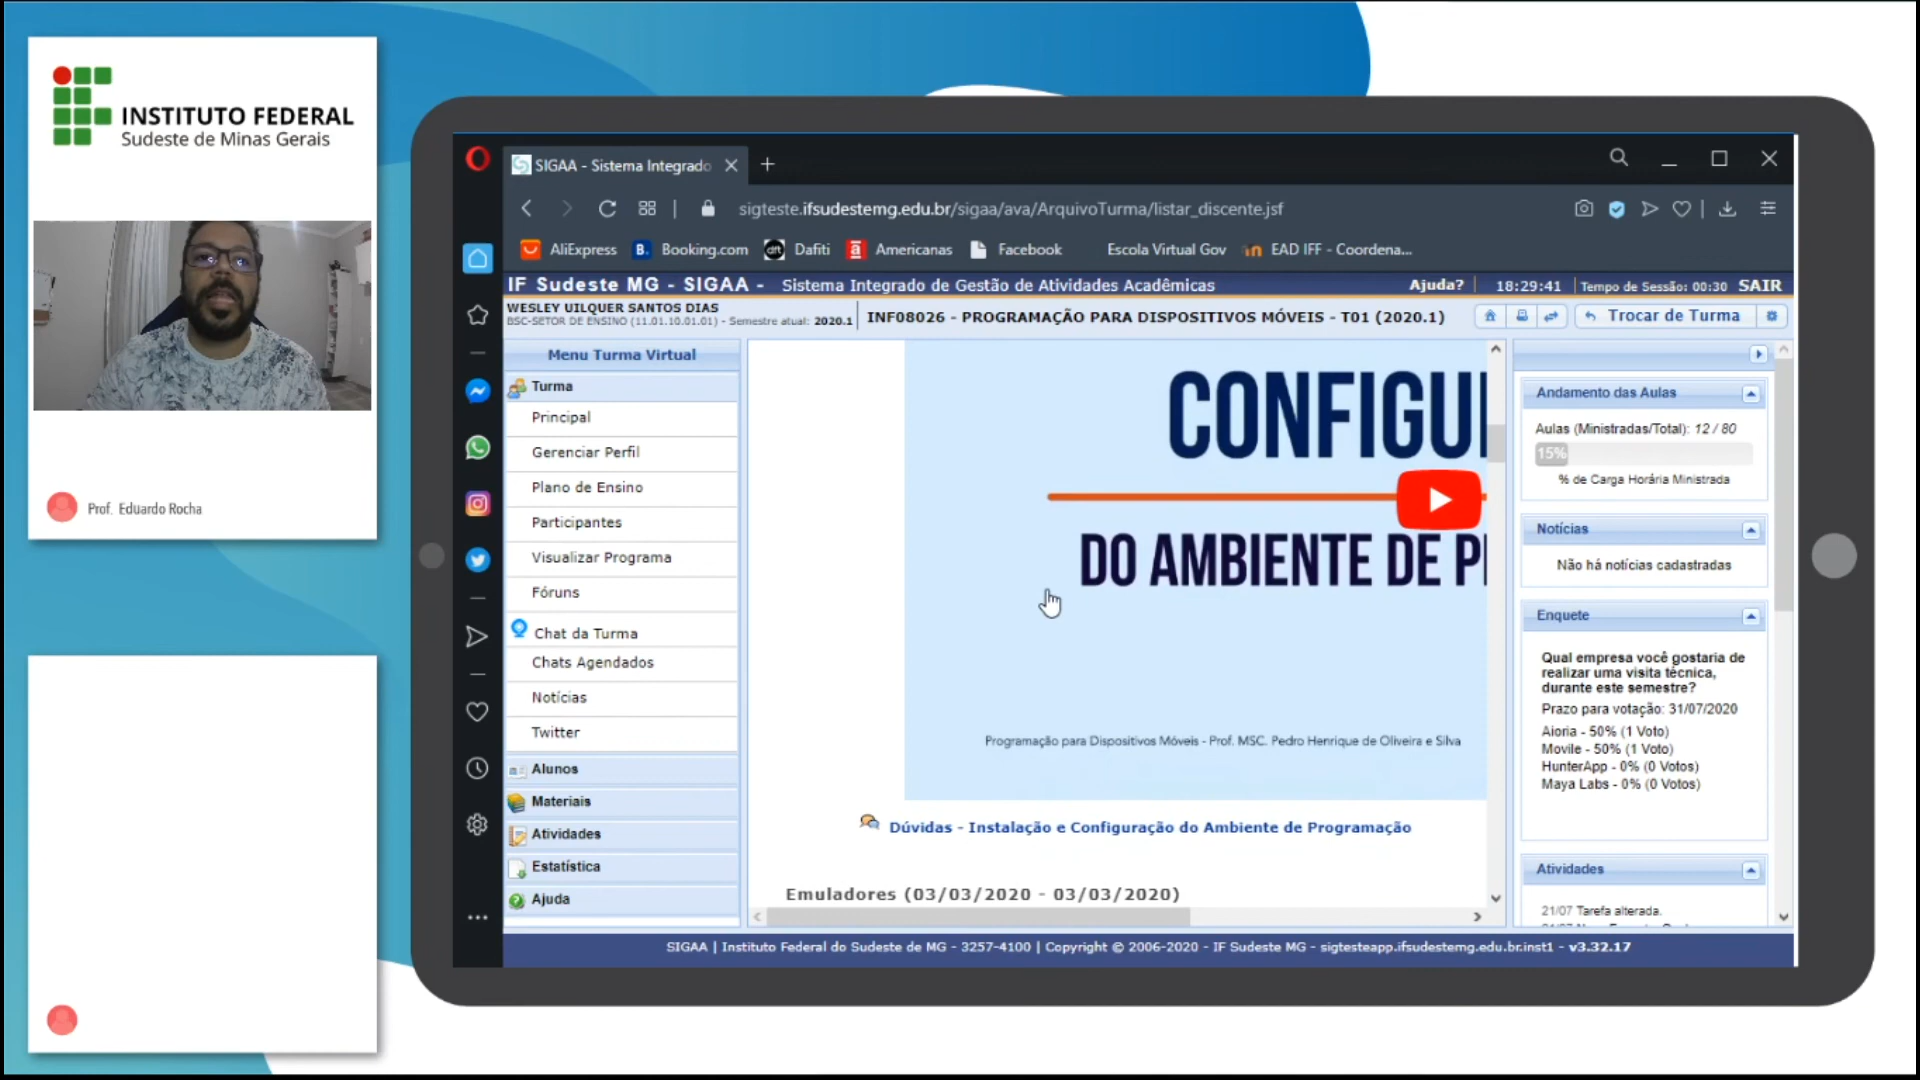 INSTITUTO FEDERAL
Sudeste de Minas Gerais
Prof. Eduardo Rocha
SIGAA - Sistema Integrado
sigteste.ifsudestemg.edu.br/sigaa/ava/ArquivoTurma/listar_discente.jsf
AliExpress
B. Booking.com
dft Dafiti
a Americanas
Facebook
Escola Virtual Gov
EAD IFF - Coordena...
IF Sudeste MG - SIGAA - Sistema Integrado de Gestão de Atividades Acadêmicas
Ajuda? 18:29:41 Tempo de Sessão: 00:30 SAIR
WESLEY UILQUER SANTOS DIAS
BSC-SETOR DE ENSINO (11.01.10.01.01) - Semestre atual: 2020.1
INF08026 - PROGRAMAÇÃO PARA DISPOSITIVOS MÓVEIS - T01 (2020.1)
Trocar de Turma
Menu Turma Virtual
Turma
Principal
Gerenciar Perfil
Plano de Ensino
Participantes
Visualizar Programa
Fóruns
Chat da Turma
Chats Agendados
Notícias
Twitter
Alunos
Materiais
Atividades
Estatística
Ajuda
CONFIGU
DO AMBIENTE DE P
Programação para Dispositivos Móveis - Prof. MSC. Pedro Henrique de Oliveira e Silva
Dúvidas - Instalação e Configuração do Ambiente de Programação
Emuladores (03/03/2020 - 03/03/2020)
Andamento das Aulas
Aulas (Ministradas/Total): 12 / 80
15%
% de Carga Horária Ministrada
Notícias
Não há notícias cadastradas
Enquete
Qual empresa você gostaria de
realizar uma visita técnica,
durante este semestre?
Prazo para votação: 31/07/2020
Aioria - 50% (1 Voto)
Movile - 50% (1 Voto)
HunterApp - 0% (0 Votos)
Maya Labs - 0% (0 Votos)
Atividades
21/07 Tarefa alterada.
SIGAA | Instituto Federal do Sudeste de MG - 3257-4100 | Copyright © 2006-2020 - IF Sudeste MG - sigtesteapp.ifsudestemg.edu.br.inst1 - v3.32.17